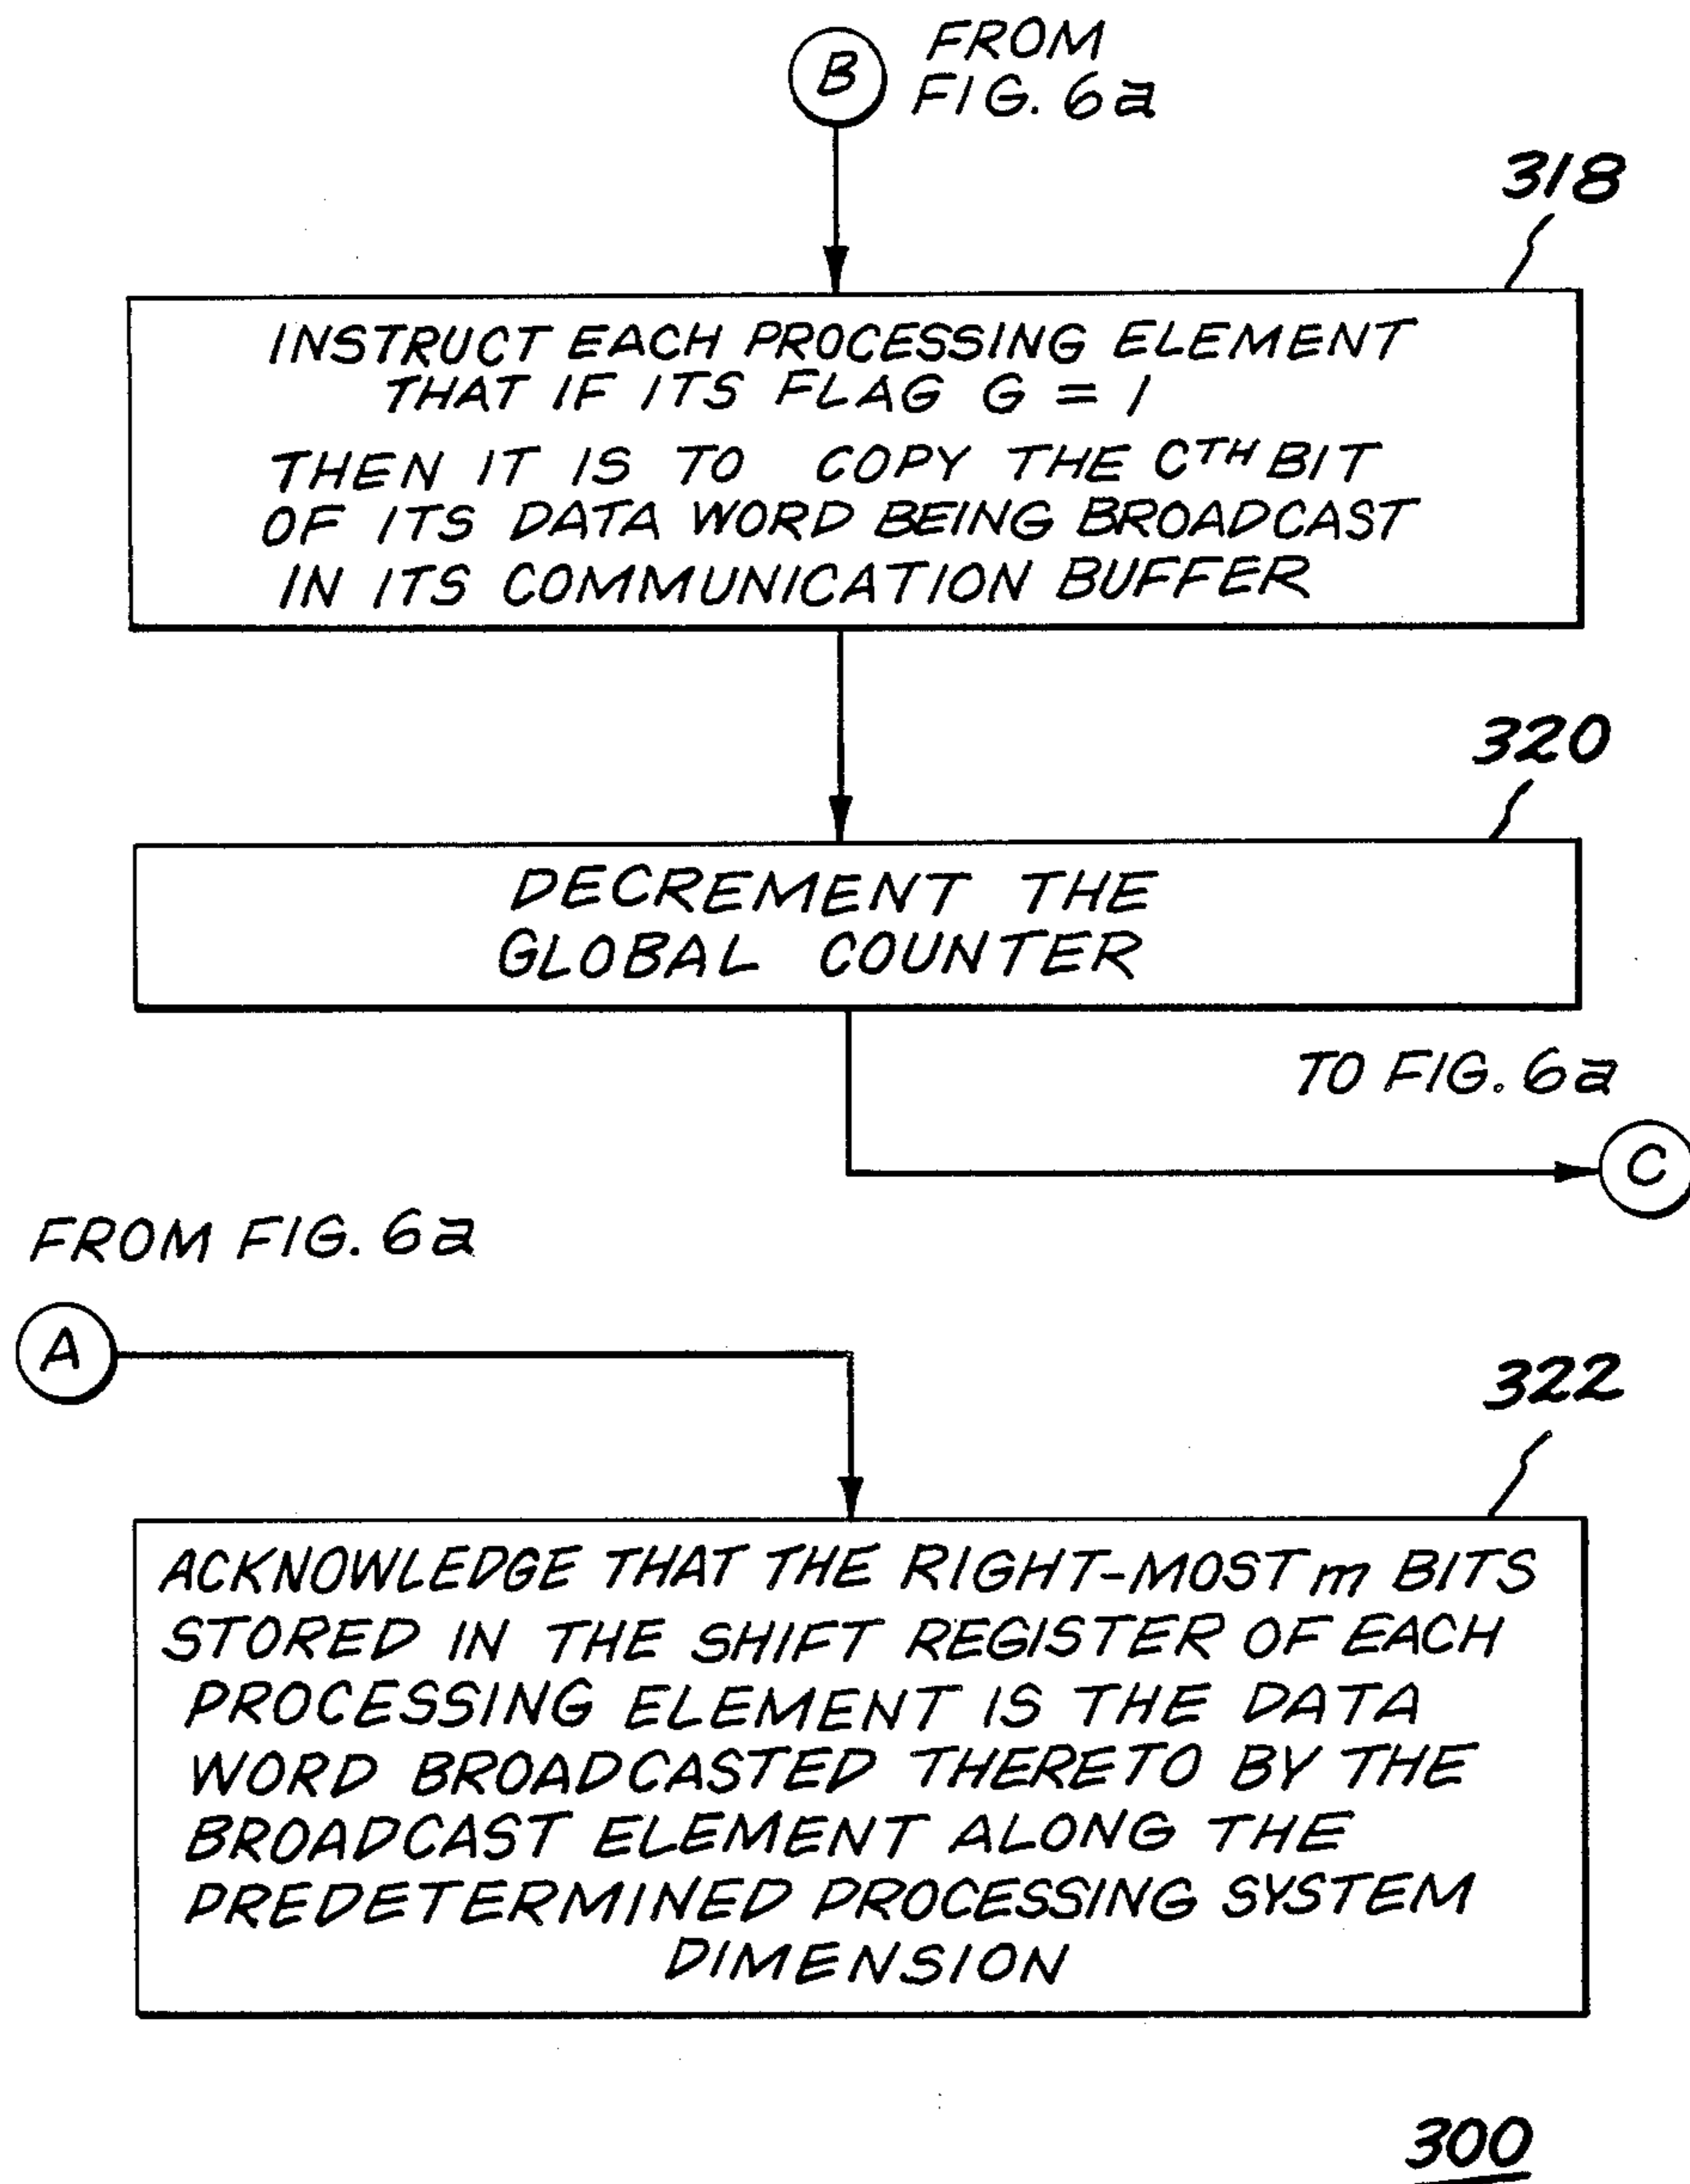 B
FROM
FIG. 6a
318
INSTRUCT EACH PROCESSING ELEMENT
THAT IF ITS FLAG G = 1
THEN IT IS TO COPY THE CTH BIT
OF ITS DATA WORD BEING BROADCAST
IN ITS COMMUNICATION BUFFER
320
DECREMENT THE
GLOBAL COUNTER
TO FIG. 6a
C
FROM FIG. 6a
A
322
ACKNOWLEDGE THAT THE RIGHT-MOST m BITS
STORED IN THE SHIFT REGISTER OF EACH
PROCESSING ELEMENT IS THE DATA
WORD BROADCASTED THERETO BY THE
BROADCAST ELEMENT ALONG THE
PREDETERMINED PROCESSING SYSTEM
DIMENSION
300